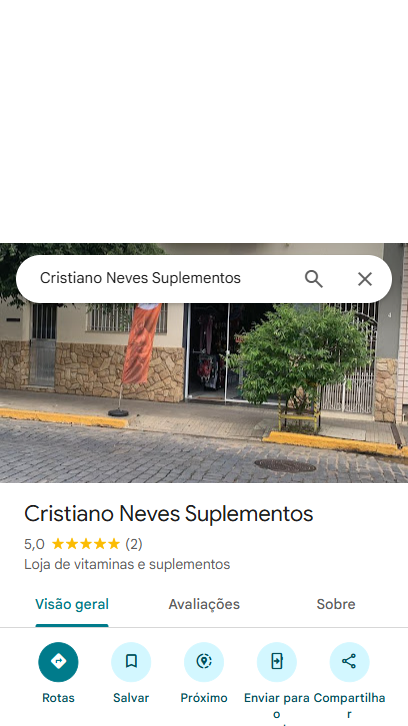 Cristiano Neves Suplementos
Cristiano Neves Suplementos
5,0 (2)
Loja de vitaminas e suplementos
Visão geral Avaliações Sobre
Rotas Salvar Próximo Enviar para o Compartilhar